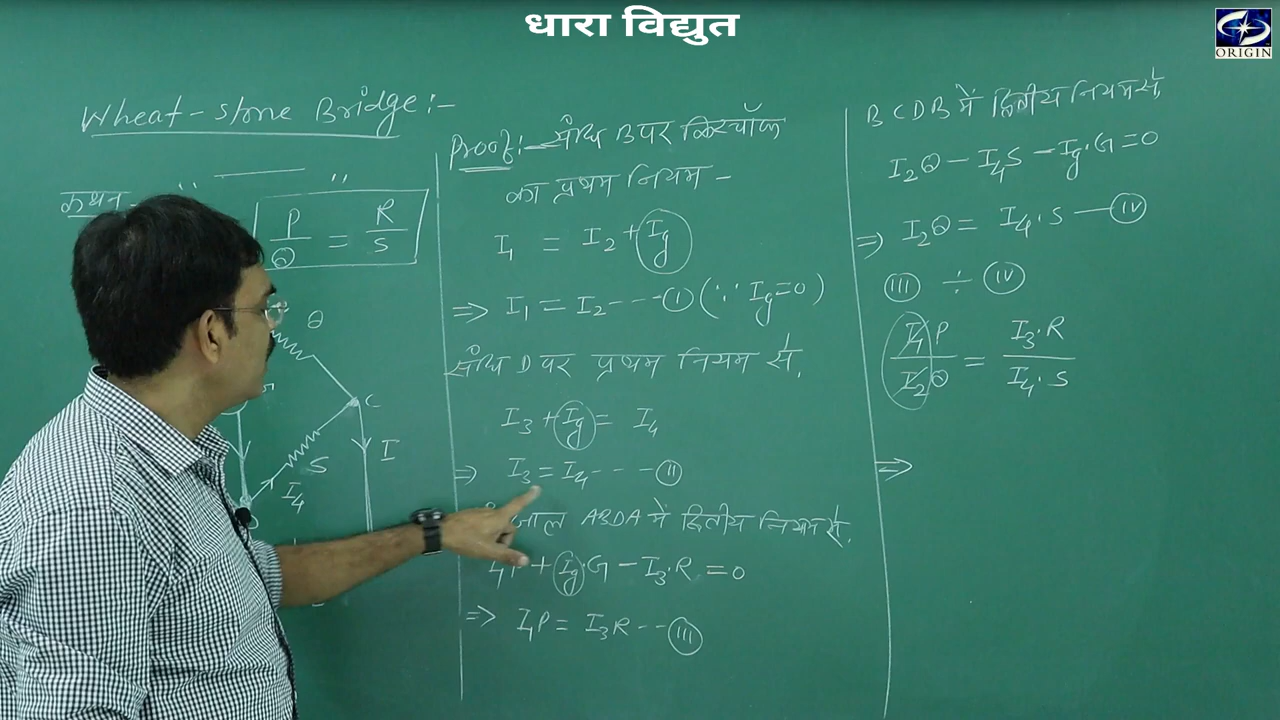 धारा विद्युत
ORIGIN
Wheat-stone Bridge:-
कथन-
P/Q = R/S
Q
C
S
I
I4
Proof:- संधि B पर किरचॉफ
का प्रथम नियम -
I1 = I2 + Ig
⇒ I1 = I2 ---- (I) (∵ Ig=0)
संधि D पर प्रथम नियम से,
I3 + Ig = I4
⇒ I3 = I4 --- (II)
जाल ABDA में द्वितीय नियम से,
I1P + Ig.G - I3.R = 0
⇒ I1P = I3R -- (III)
BCDB में द्वितीय नियम से,
I2Q - I4S - Ig.G = 0
⇒ I2Q = I4.S — (IV)
(III) ÷ (IV)
I1P/I2Q = I3.R/I4.S
⇒